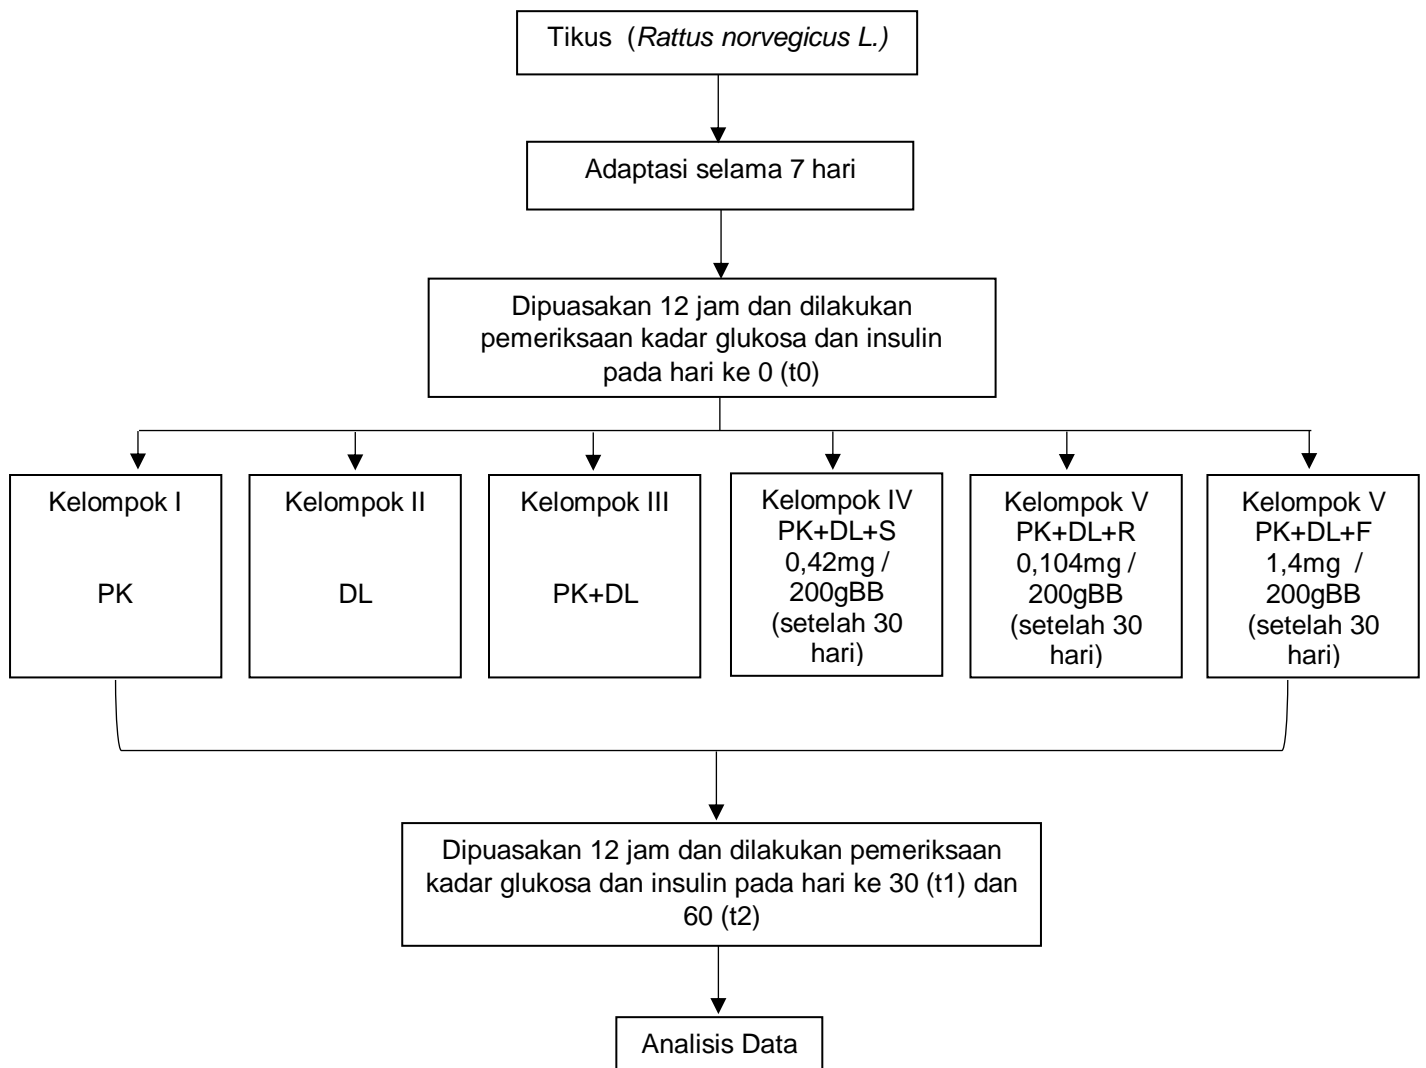 Tikus (Rattus norvegicus L.)
Adaptasi selama 7 hari
Dipuasakan 12 jam dan dilakukan
pemeriksaan kadar glukosa dan insulin
pada hari ke 0 (t0)
Kelompok I
PK
Kelompok II
DL
Kelompok III
PK+DL
Kelompok IV
PK+DL+S
0,42mg /
200gBB
(setelah 30
hari)
Kelompok V
PK+DL+R
0,104mg /
200gBB
(setelah 30
hari)
Kelompok V
PK+DL+F
1,4mg /
200gBB
(setelah 30
hari)
Dipuasakan 12 jam dan dilakukan pemeriksaan
kadar glukosa dan insulin pada hari ke 30 (t1) dan
60 (t2)
Analisis Data